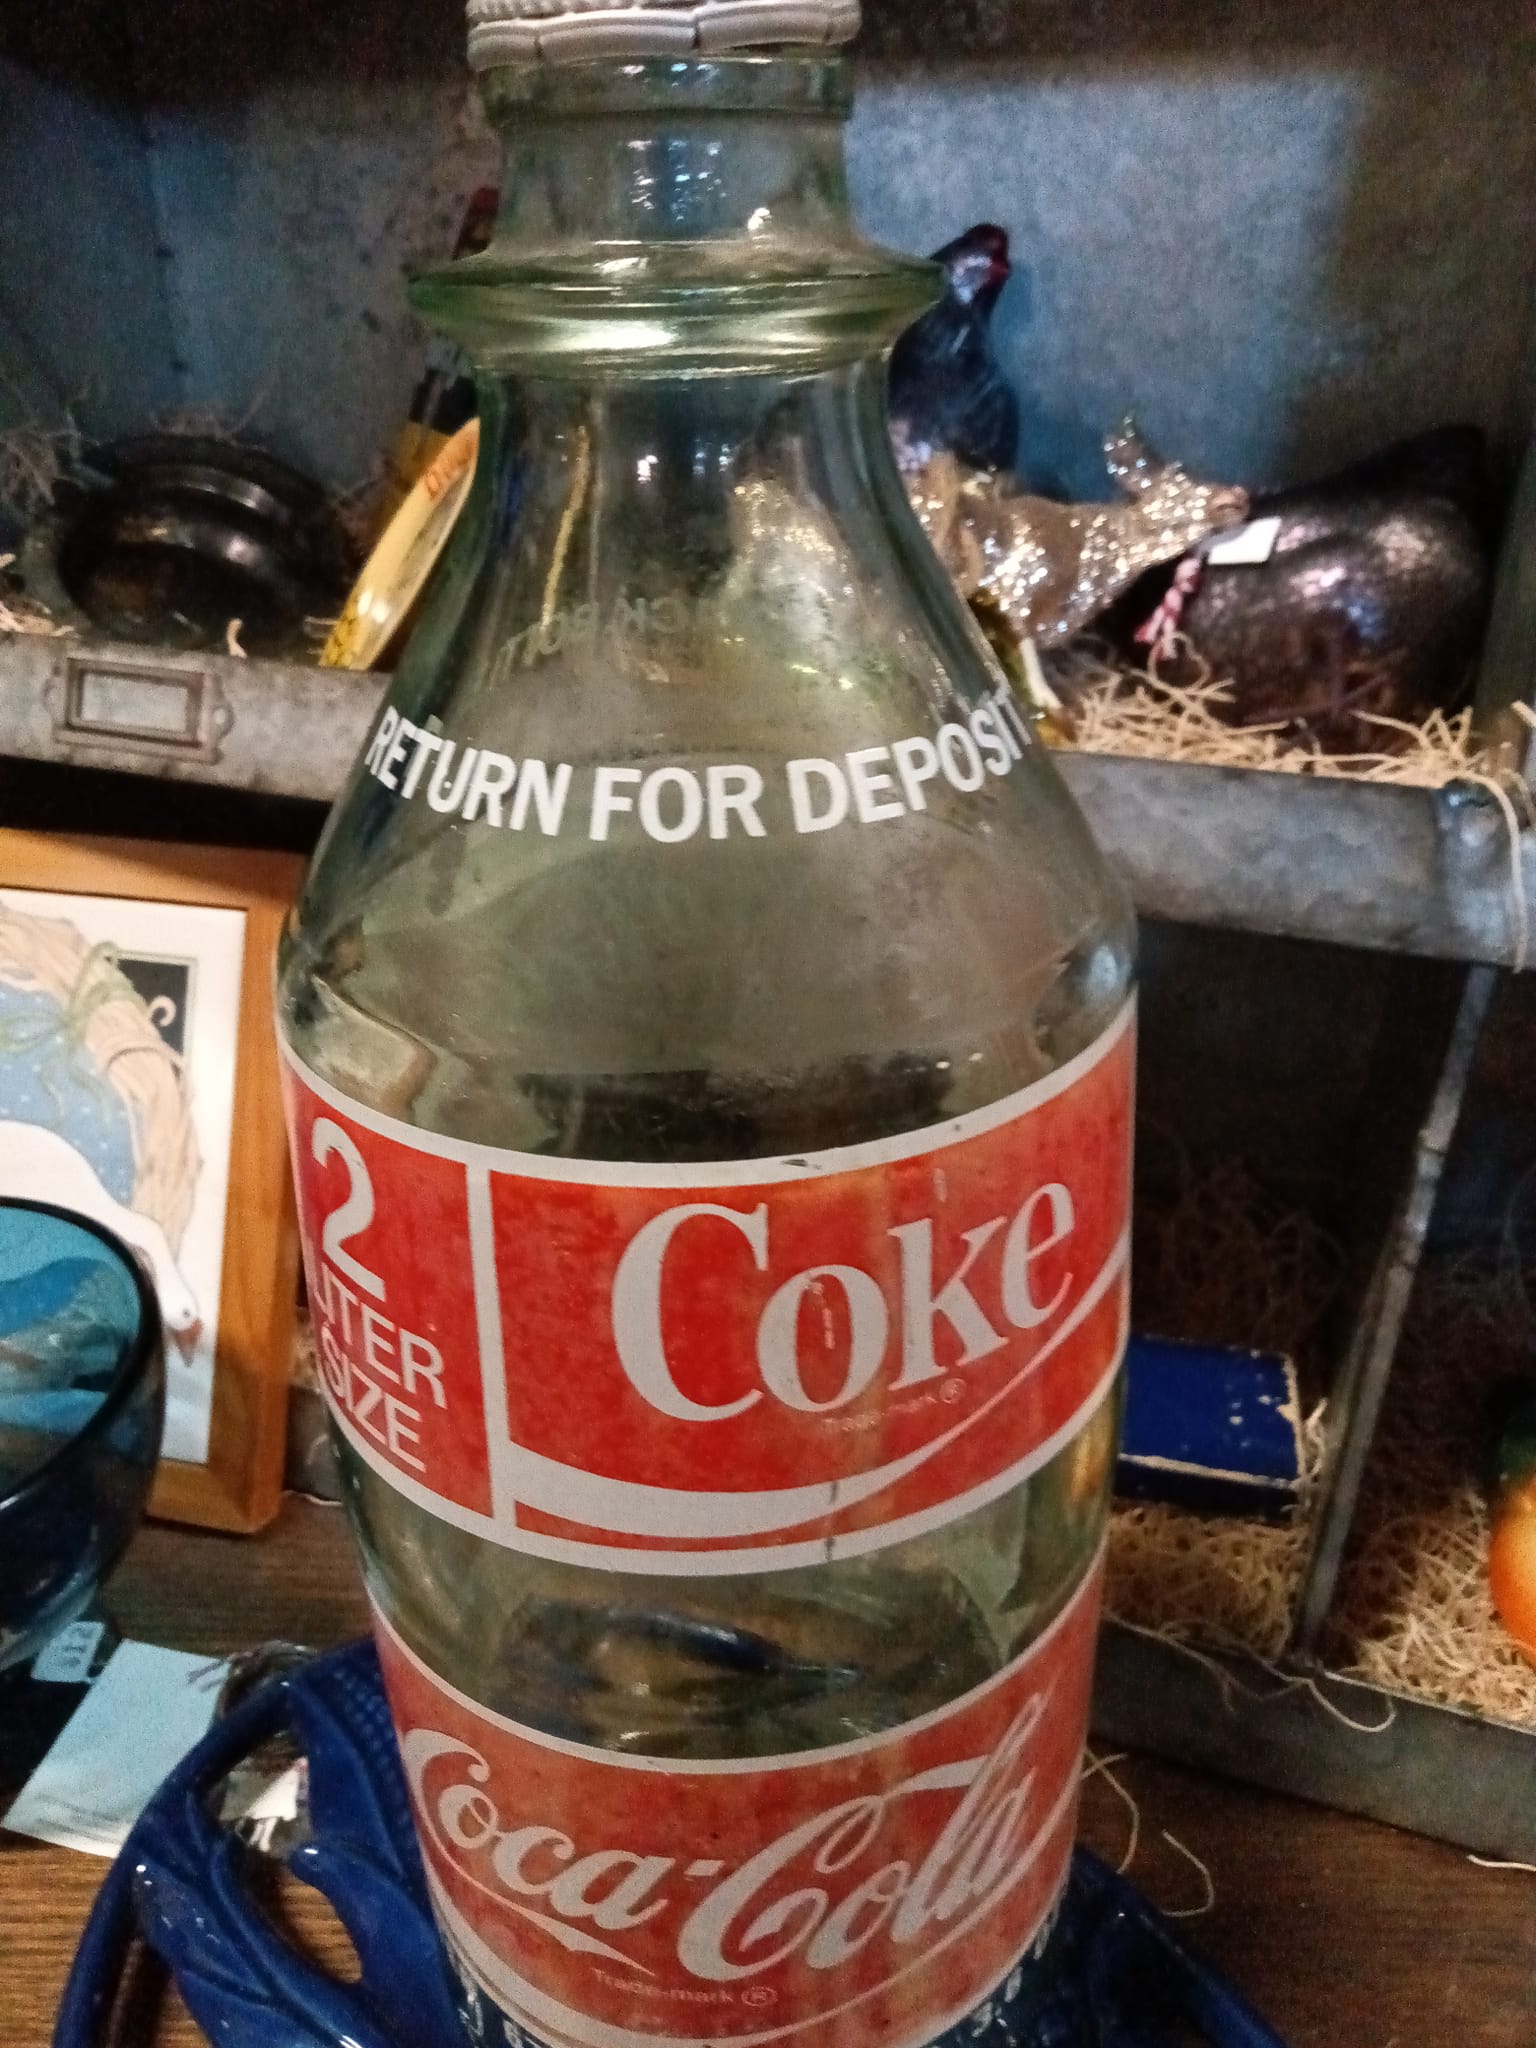 RETURN FOR DEPOSIT
2
LITER
SIZE
Coke
Trade-mark ®
Coca-Cola
Trade-mark ®